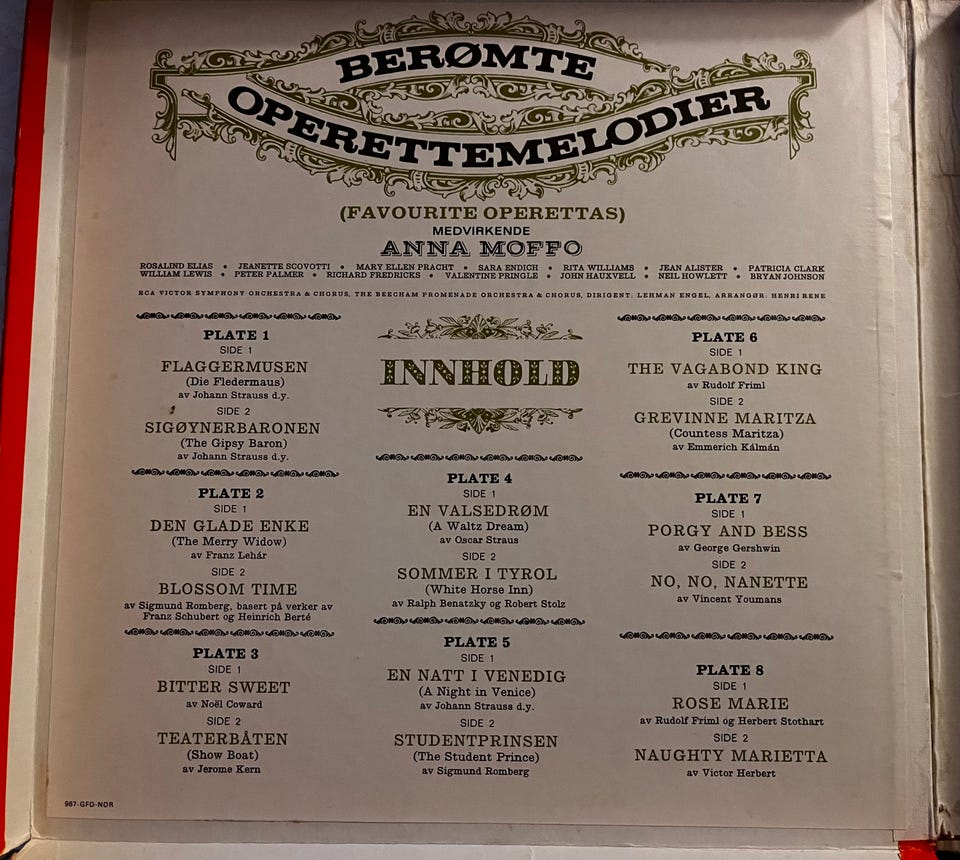 BERØMTE
OPERETTEMELODIER
(FAVOURITE OPERETTAS)
MEDVIRKENDE
ANNA MOFFO
ROSALIND ELIAS • JEANETTE SCOVOTTI • MARY ELLEN PRACHT • SARA ENDICH • RITA WILLIAMS • JEAN ALISTER • PATRICIA CLARK
WILLIAM LEWIS • PETER PALMER • RICHARD FREDRICKS • VALENTINE PRINGLE • JOHN HAUXVELL • NEIL HOWLETT • BRYAN JOHNSON
RCA VICTOR SYMPHONY ORCHESTRA & CHORUS, THE BEECHAM PROMENADE ORCHESTRA & CHORUS, DIRIGENT: LEHMAN ENGEL, ARRANGØR: HENRI RENE
INNHOLD
PLATE 1
SIDE 1
FLAGGERMUSEN
(Die Fledermaus)
av Johann Strauss d.y.
SIDE 2
SIGØYNERBARONEN
(The Gipsy Baron)
av Johann Strauss d.y.
PLATE 2
SIDE 1
DEN GLADE ENKE
(The Merry Widow)
av Franz Lehár
SIDE 2
BLOSSOM TIME
av Sigmund Romberg, basert på verker av
Franz Schubert og Heinrich Berté
PLATE 3
SIDE 1
BITTER SWEET
av Noël Coward
SIDE 2
TEATERBÅTEN
(Show Boat)
av Jerome Kern
PLATE 4
SIDE 1
EN VALSEDRØM
(A Waltz Dream)
av Oscar Straus
SIDE 2
SOMMER I TYROL
(White Horse Inn)
av Ralph Benatzky og Robert Stolz
PLATE 5
SIDE 1
EN NATT I VENEDIG
(A Night in Venice)
av Johann Strauss d.y.
SIDE 2
STUDENTPRINSEN
(The Student Prince)
av Sigmund Romberg
PLATE 6
SIDE 1
THE VAGABOND KING
av Rudolf Friml
SIDE 2
GREVINNE MARITZA
(Countess Maritza)
av Emmerich Kálmán
PLATE 7
SIDE 1
PORGY AND BESS
av George Gershwin
SIDE 2
NO, NO, NANETTE
av Vincent Youmans
PLATE 8
SIDE 1
ROSE MARIE
av Rudolf Friml og Herbert Stothart
SIDE 2
NAUGHTY MARIETTA
av Victor Herbert
967-GFO-NOR